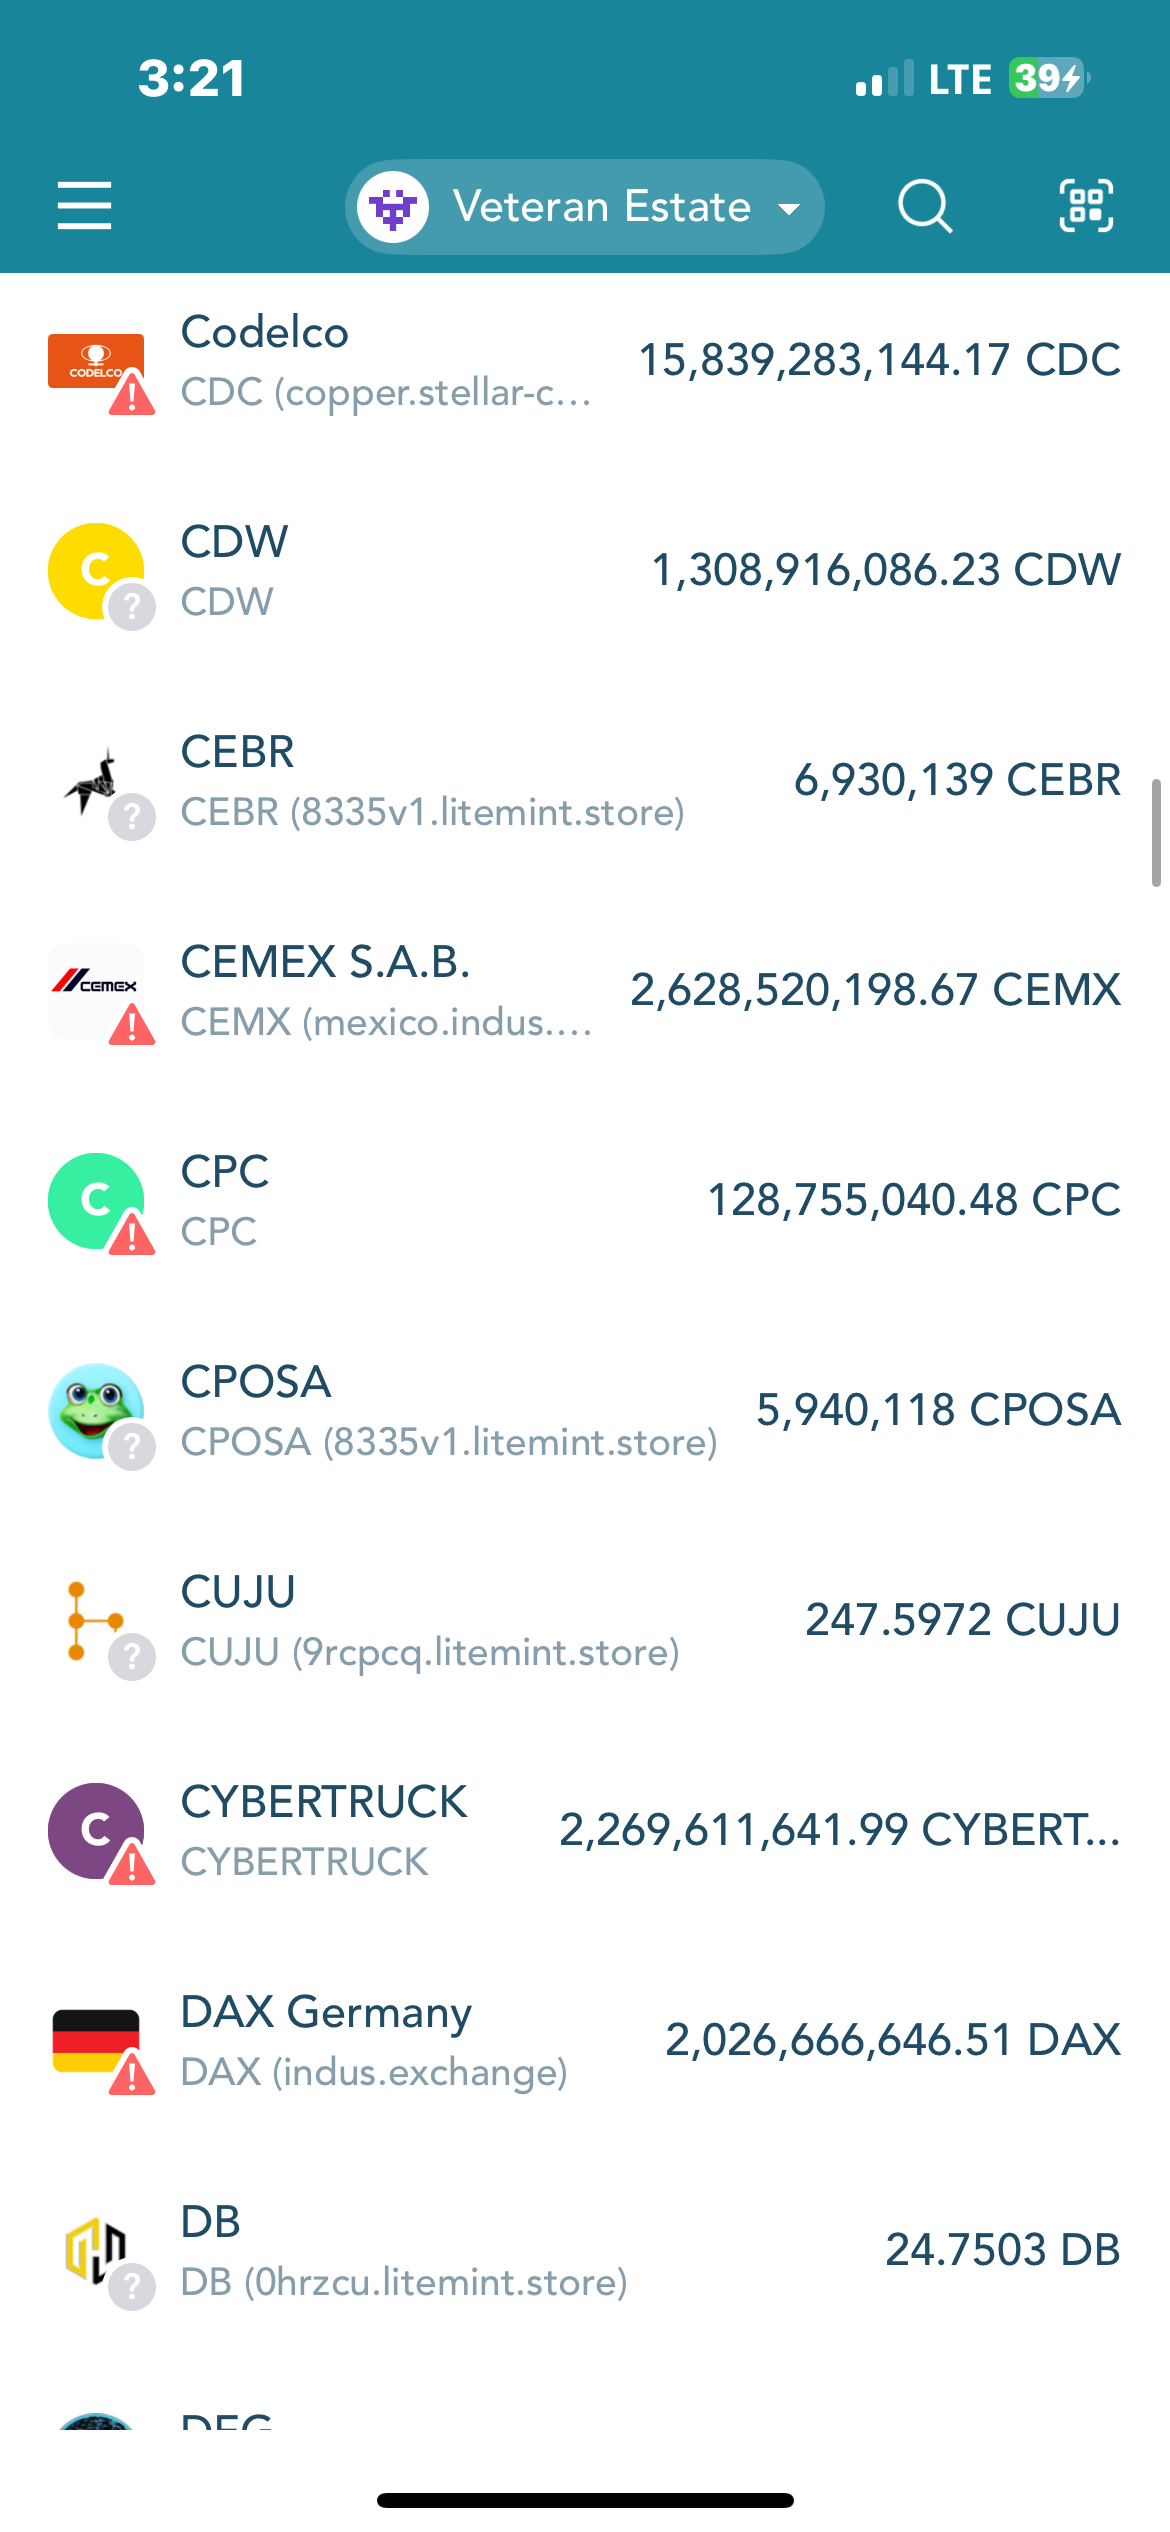 3:21
LTE 39
Veteran Estate
Codelco
15,839,283,144.17 CDC
CODELCO
CDC (copper.stellar-c...
CDW
1,308,916,086.23 CDW
C
?
CDW
CEBR
6,930,139 CEBR
?
CEBR (8335v1.litemint.store)
CEMEX S.A.B.
2,628,520,198.67 CEMX
CEMEX
CEMX (mexico.indus....
CPC
128,755,040.48 CPC
C
CPC
CPOSA
5,940,118 CPOSA
?
CPOSA (8335v1.litemint.store)
CUJU
247.5972 CUJU
?
CUJU (9rcpcq.litemint.store)
CYBERTRUCK
2,269,611,641.99 CYBERT...
C
CYBERTRUCK
DAX Germany
2,026,666,646.51 DAX
DAX (indus.exchange)
DB
24.7503 DB
?
DB (0hrzcu.litemint.store)